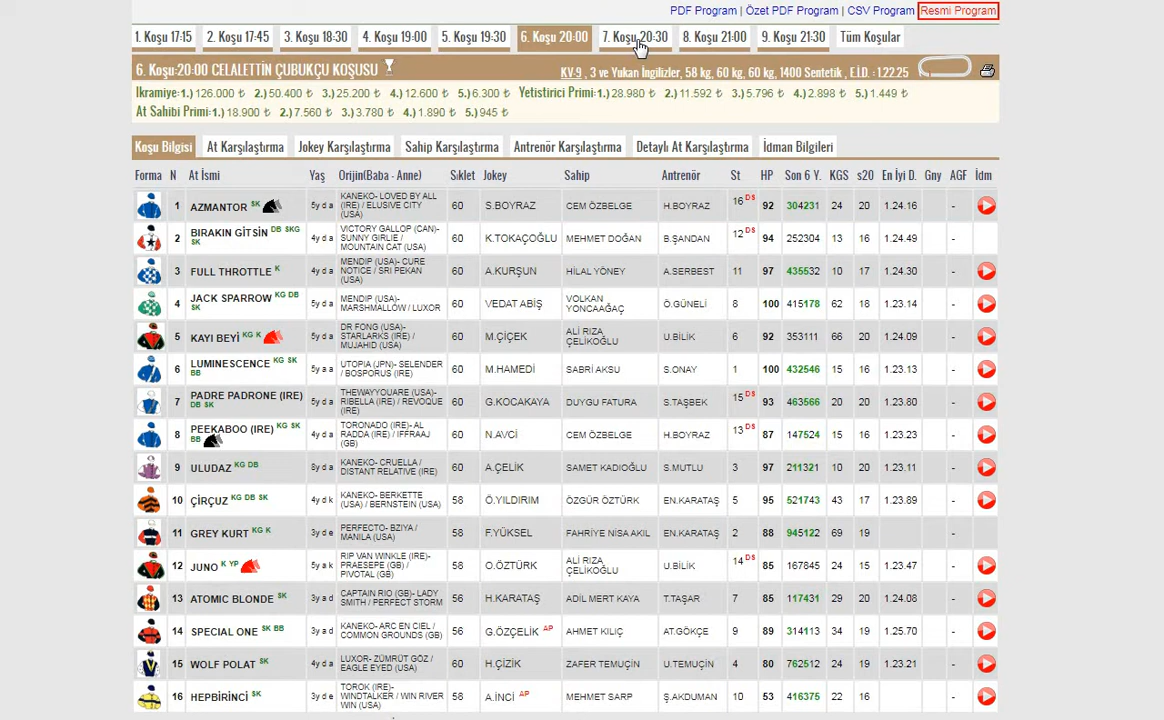 PDF Program | Özet PDF Program | CSV Program Resmi Program
1. Koşu 17:15 2. Koşu 17:45 3. Koşu 18:30 4. Koşu 19:00 5. Koşu 19:30 6. Koşu 20:00 7. Koşu 20:30 8. Koşu 21:00 9. Koşu 21:30 Tüm Koşular
6. Koşu:20:00 CELALETTİN ÇUBUKÇU KOŞUSU KV-9 , 3 ve Yukarı İngilizler, 58 kg, 60 kg, 60 kg, 1400 Sentetik , E.İ.D. : 1.22.25
Ikramiye:1.) 126.000 ₺ 2.) 50.400 ₺ 3.) 25.200 ₺ 4.) 12.600 ₺ 5.) 6.300 ₺ Yetistirici Primi:1.) 28.980 ₺ 2.) 11.592 ₺ 3.) 5.796 ₺ 4.) 2.898 ₺ 5.) 1.449 ₺
At Sahibi Primi:1.) 18.900 ₺ 2.) 7.560 ₺ 3.) 3.780 ₺ 4.) 1.890 ₺ 5.) 945 ₺
Koşu Bilgisi At Karşılaştırma Jokey Karşılaştırma Sahip Karşılaştırma Antrenör Karşılaştırma Detaylı At Karşılaştırma İdman Bilgileri
Forma N At İsmi Yaş Orijin(Baba - Anne) Sıklet Jokey Sahip Antrenör St HP Son 6 Y. KGS s20 En İyi D. Gny AGF İdm
1 AZMANTOR SK 5y d a KANEKO- LOVED BY ALL (IRE) / ELUSIVE CITY (USA) 60 S.BOYRAZ CEM ÖZBELGE H.BOYRAZ 16 DS 92 304231 24 20 1.24.16 -
2 BIRAKIN GİTSİN DB SKG SK 4y d a VICTORY GALLOP (CAN)- SUNNY GIRLIE / MOUNTAIN CAT (USA) 60 K.TOKAÇOĞLU MEHMET DOĞAN B.ŞANDAN 12 DS 94 252304 13 16 1.24.49 -
3 FULL THROTTLE K 4y d a MENDIP (USA)- CURE NOTICE / SRI PEKAN (USA) 60 A.KURŞUN HİLAL YÖNEY A.SERBEST 11 97 435532 10 17 1.24.30 -
4 JACK SPARROW KG DB SK 5y d a MENDIP (USA)- MARSHMALLOW / LUXOR 60 VEDAT ABİŞ VOLKAN YONCAAĞAÇ Ö.GÜNELİ 8 100 415178 62 18 1.23.14 -
5 KAYI BEYİ KG K 5y d a DR FONG (USA)- STARLARKS (IRE) / MUJAHID (USA) 60 M.ÇİÇEK ALİ RIZA ÇELİKOĞLU U.BİLİK 6 92 353111 66 20 1.24.09 -
6 LUMINESCENCE KG SK BB 5y a a UTOPIA (JPN)- SELENDER / BOSPORUS (IRE) 60 M.HAMEDİ SABRİ AKSU S.ONAY 1 100 432546 15 16 1.23.13 -
7 PADRE PADRONE (IRE) DB SK 5y d a THEWAYYOUARE (USA)- RIBELLA (IRE) / REVOQUE (IRE) 60 G.KOCAKAYA DUYGU FATURA S.TAŞBEK 15 DS 93 463566 20 20 1.23.80 -
8 PEEKABOO (IRE) KG SK BB 4y d a TORONADO (IRE)- AL RADDA (IRE) / IFFRAAJ (GB) 60 N.AVCİ CEM ÖZBELGE H.BOYRAZ 13 DS 87 147524 15 16 1.23.23 -
9 ULUDAZ KG DB 8y d a KANEKO- CRUELLA / DISTANT RELATIVE (IRE) 60 A.ÇELİK SAMET KADIOĞLU S.MUTLU 3 97 211321 10 20 1.23.11 -
10 ÇİRÇUZ KG DB SK 4y d k KANEKO- BERKETTE (USA) / BERNSTEIN (USA) 58 Ö.YILDIRIM ÖZGÜR ÖZTÜRK EN.KARATAŞ 5 95 521743 43 17 1.23.89 -
11 GREY KURT KG K 3y d e PERFECTO- BZIYA / MANILA (USA) 58 F.YÜKSEL FAHRİYE NİSA AKIL EN.KARATAŞ 2 88 945122 69 19 -
12 JUNO K YP 5y a k RIP VAN WINKLE (IRE)- PRAESEPE (GB) / PIVOTAL (GB) 58 O.ÖZTÜRK ALİ RIZA ÇELİKOĞLU U.BİLİK 14 DS 85 167845 24 15 1.23.47 -
13 ATOMIC BLONDE SK 3y a d CAPTAIN RIO (GB)- LADY SMITH / PERFECT STORM 56 H.KARATAŞ ADİL MERT KAYA T.TAŞAR 7 85 117431 29 20 1.24.08 -
14 SPECIAL ONE SK BB 3y a d KANEKO- ARC EN CIEL / COMMON GROUNDS (GB) 56 G.ÖZÇELİK AP AHMET KILIÇ AT.GÖKÇE 9 89 314113 34 19 1.25.70 -
15 WOLF POLAT SK 4y d a LUXOR- ZÜMRÜT GÖZ / EAGLE EYED (USA) 60 H.ÇİZİK ZAFER TEMUÇİN U.TEMUÇİN 4 80 762512 24 19 1.23.21 -
16 HEPBİRİNCİ SK 3y d e TOROK (IRE)- WINDTALKER / WIN RIVER WIN (USA) 58 A.İNCİ AP MEHMET SARP Ş.AKDUMAN 10 53 416375 22 16 -